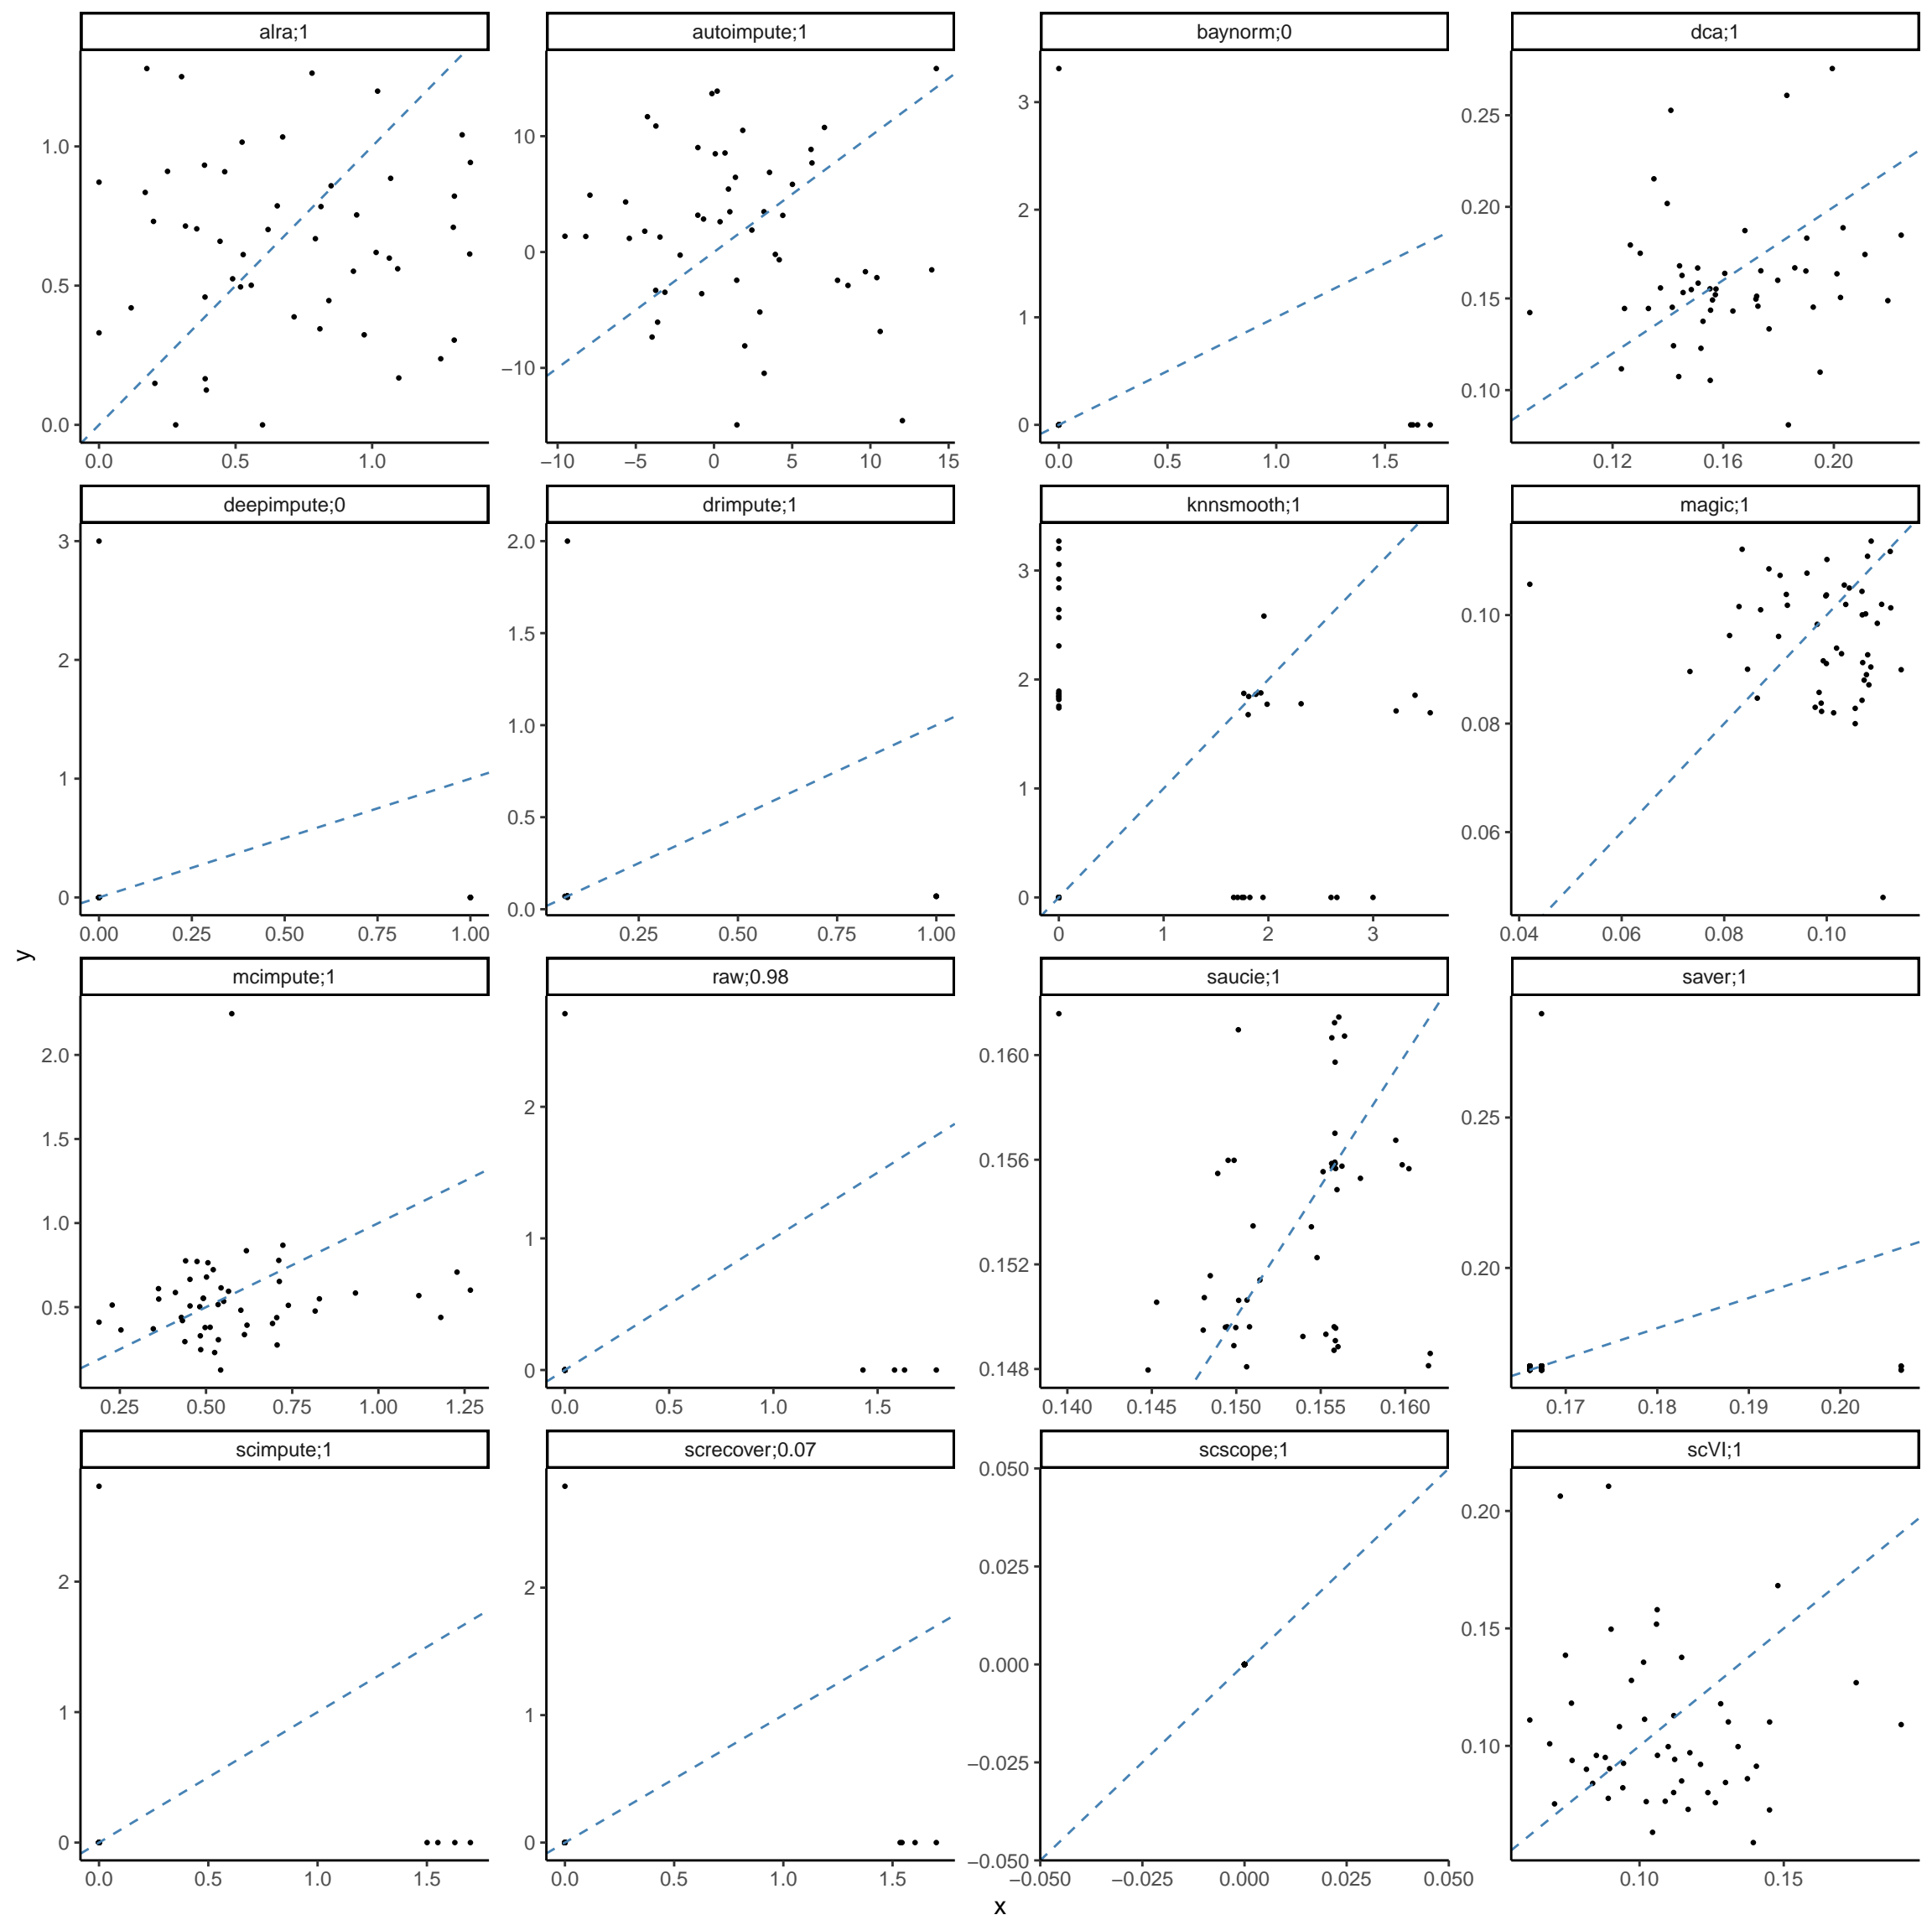 alra;1
autoimpute;1
baynorm;0
dca;1
1.0
0.5
0.0
10
0
−10
3
2
1
0
0.25
0.20
0.15
0.10
0.0 0.5 1.0
−10 −5 0 5 10 15
0.0 0.5 1.0 1.5
0.12 0.16 0.20
deepimpute;0
drimpute;1
knnsmooth;1
magic;1
3
2
1
0
2.0
1.5
1.0
0.5
0.0
3
2
1
0
0.10
0.08
0.06
0.00 0.25 0.50 0.75 1.00
0.25 0.50 0.75 1.00
0 1 2 3
0.04 0.06 0.08 0.10
y
mcimpute;1
raw;0.98
saucie;1
saver;1
2.0
1.5
1.0
0.5
2
1
0
0.160
0.156
0.152
0.148
0.25
0.20
0.25 0.50 0.75 1.00 1.25
0.0 0.5 1.0 1.5
0.140 0.145 0.150 0.155 0.160
0.17 0.18 0.19 0.20
scimpute;1
screcover;0.07
scscope;1
scVI;1
2
1
0
2
1
0
0.050
0.025
0.000
−0.025
−0.050
0.20
0.15
0.10
0.0 0.5 1.0 1.5
0.0 0.5 1.0 1.5
−0.050 −0.025 0.000 0.025 0.050
0.10 0.15
x